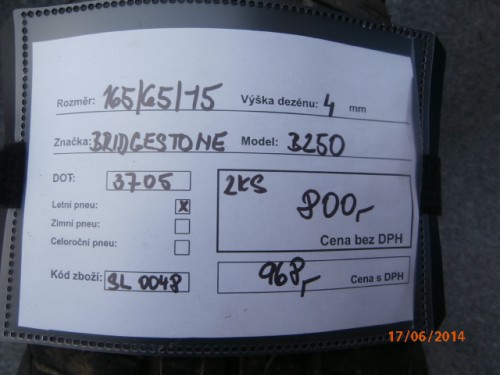 Rozměr: 165/65/15 Výška dezénu: 4 mm
Značka: BRIDGESTONE Model: B250
DOT: 3705
2KS 800,-
Letní pneu: X
Zimní pneu:
Celoroční pneu:
Cena bez DPH
Kód zboží: SL 0048
968,- Cena s DPH
17/06/2014